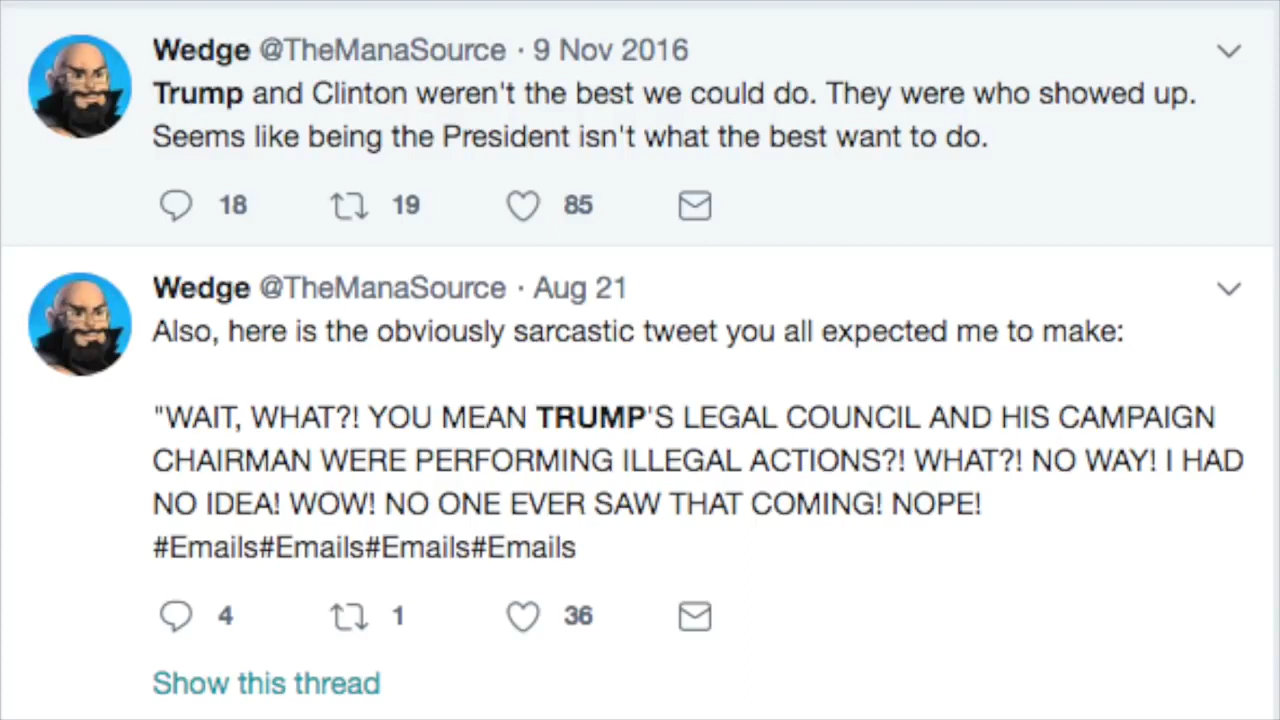 Wedge @TheManaSource · 9 Nov 2016
Trump and Clinton weren't the best we could do. They were who showed up.
Seems like being the President isn't what the best want to do.
18 19 85
Wedge @TheManaSource · Aug 21
Also, here is the obviously sarcastic tweet you all expected me to make:
"WAIT, WHAT?! YOU MEAN TRUMP'S LEGAL COUNCIL AND HIS CAMPAIGN
CHAIRMAN WERE PERFORMING ILLEGAL ACTIONS?! WHAT?! NO WAY! I HAD
NO IDEA! WOW! NO ONE EVER SAW THAT COMING! NOPE!
#Emails#Emails#Emails#Emails
4 1 36
Show this thread